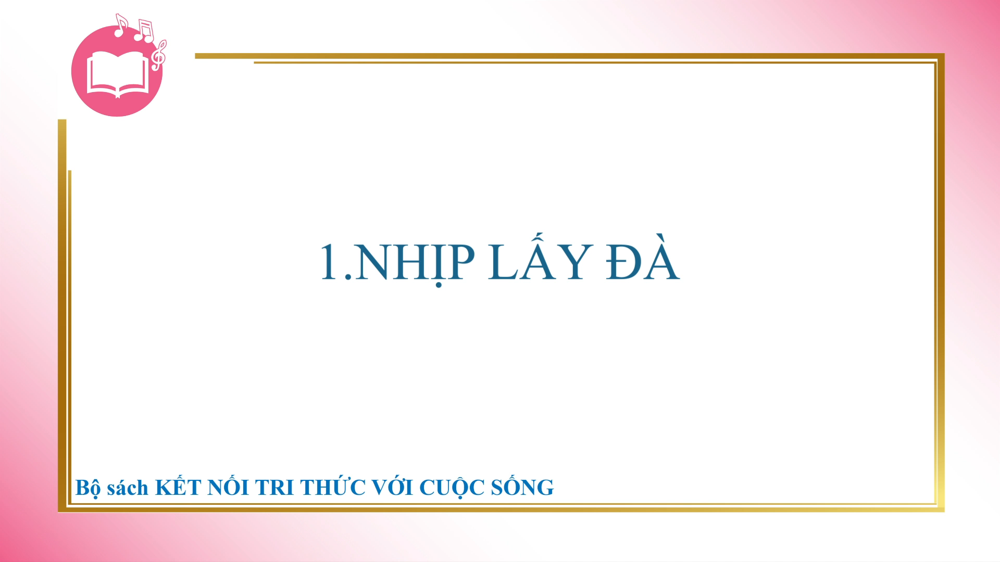 1.NHỊP LẤY ĐÀ
Bộ sách KẾT NỐI TRI THỨC VỚI CUỘC SỐNG